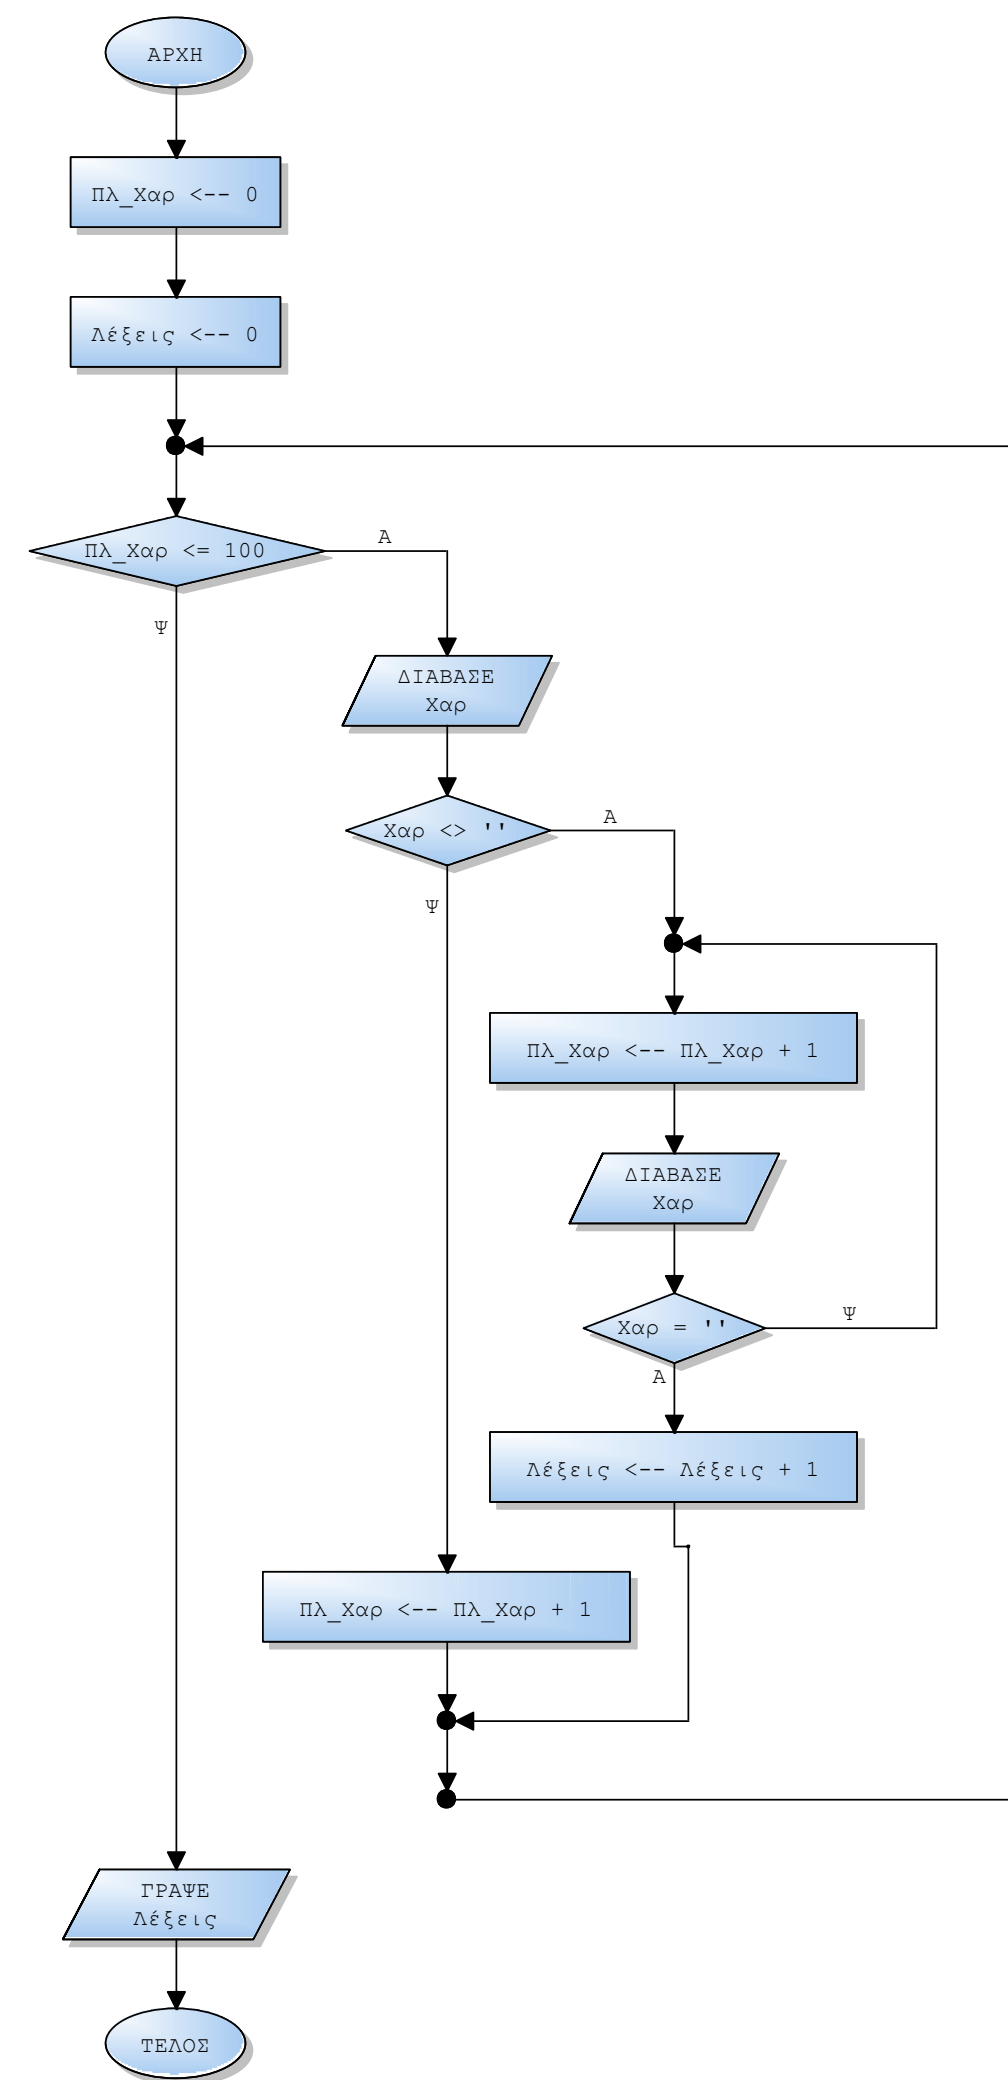 ΑΡΧΗ
Πλ_Χαρ <-- 0
Λέξεις <-- 0
Πλ_Χαρ <= 100
Α
Ψ
ΔΙΑΒΑΣΕ
Χαρ
Χαρ <> ''
Α
Ψ
Πλ_Χαρ <-- Πλ_Χαρ + 1
ΔΙΑΒΑΣΕ
Χαρ
Χαρ = ''
Ψ
Α
Λέξεις <-- Λέξεις + 1
Πλ_Χαρ <-- Πλ_Χαρ + 1
ΓΡΑΨΕ
Λέξεις
ΤΕΛΟΣ